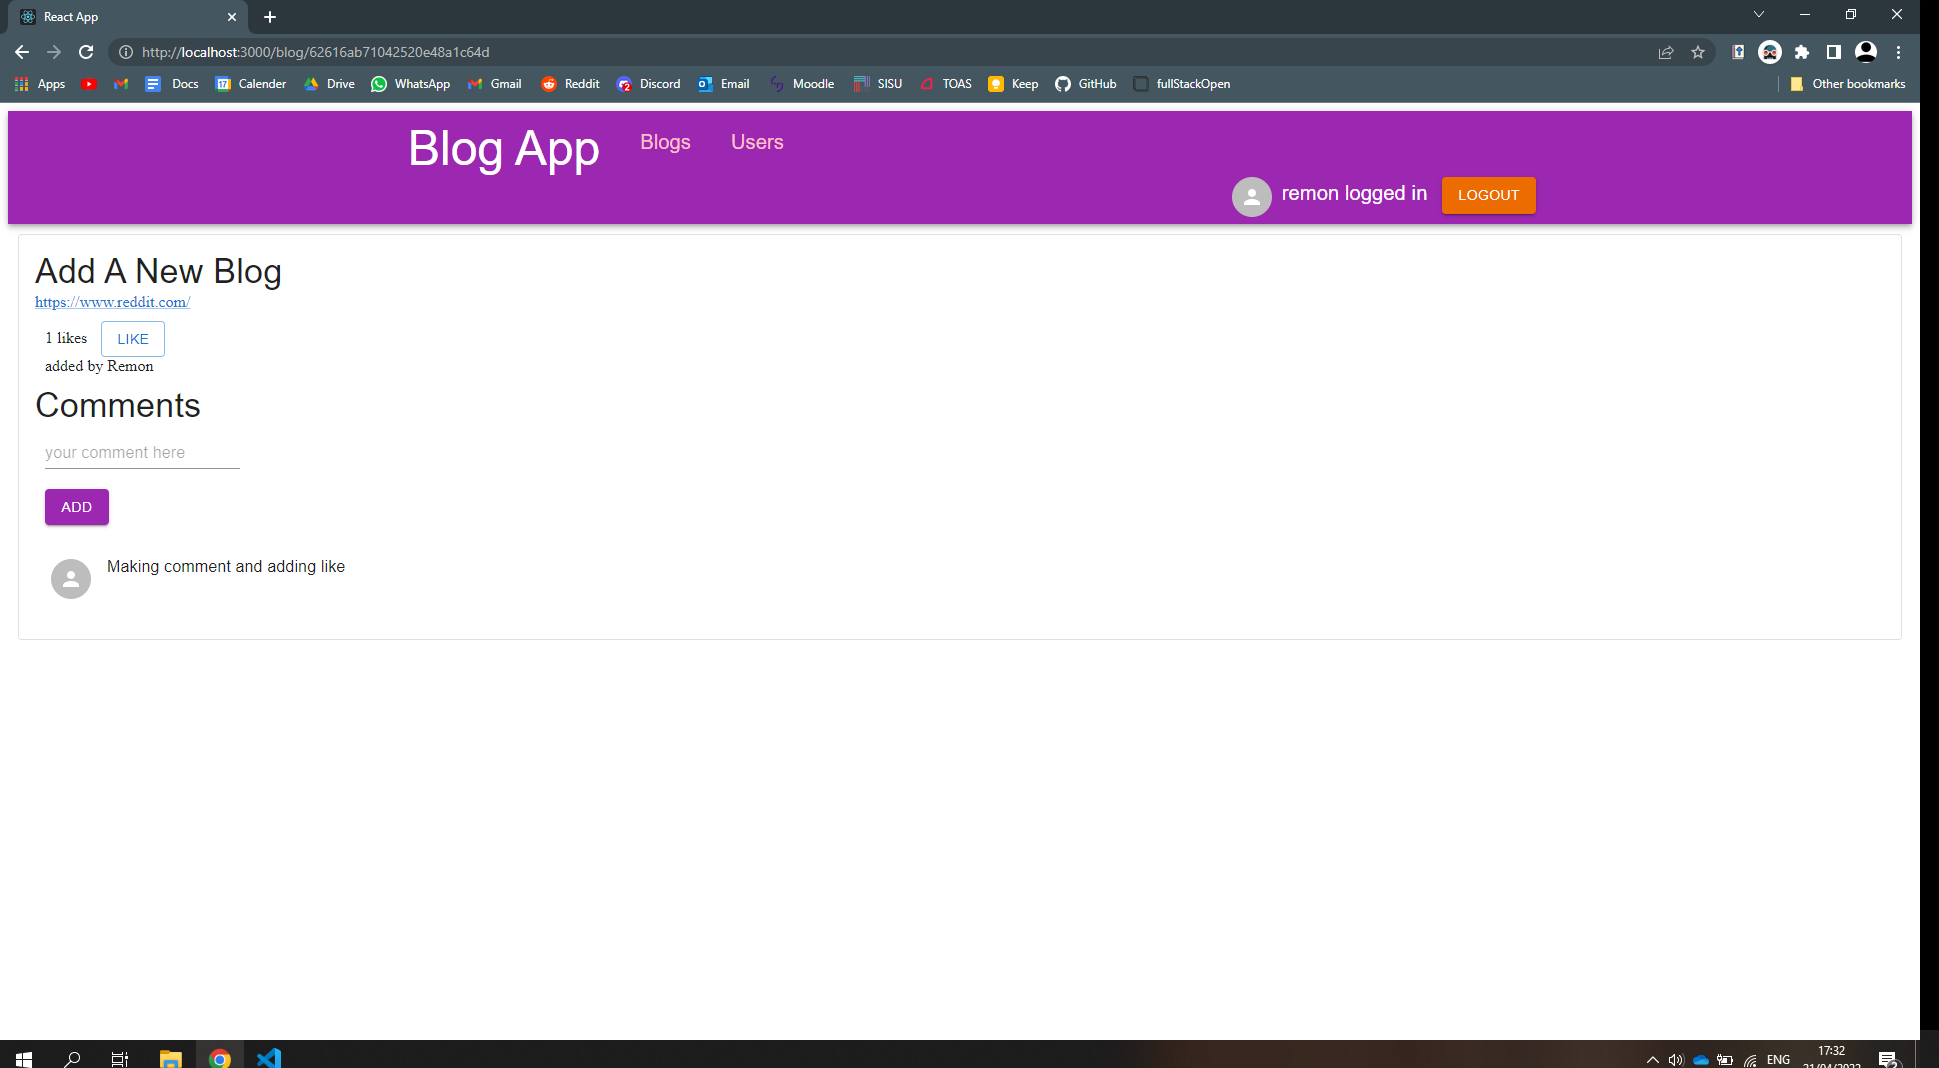 React App
http://localhost:3000/blog/62616ab71042520e48a1c64d
Apps Docs Calender Drive WhatsApp Gmail Reddit Discord Email Moodle SISU TOAS Keep GitHub fullStackOpen Other bookmarks
Blog App Blogs Users
remon logged in LOGOUT
Add A New Blog
https://www.reddit.com/
1 likes LIKE
added by Remon
Comments
your comment here
ADD
Making comment and adding like
ENG 17:32